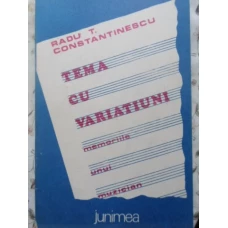 RADU T.
CONSTANTINESCU
TEMA
CU
VARIATIUNI
memoriile
unui
muzician
junimea